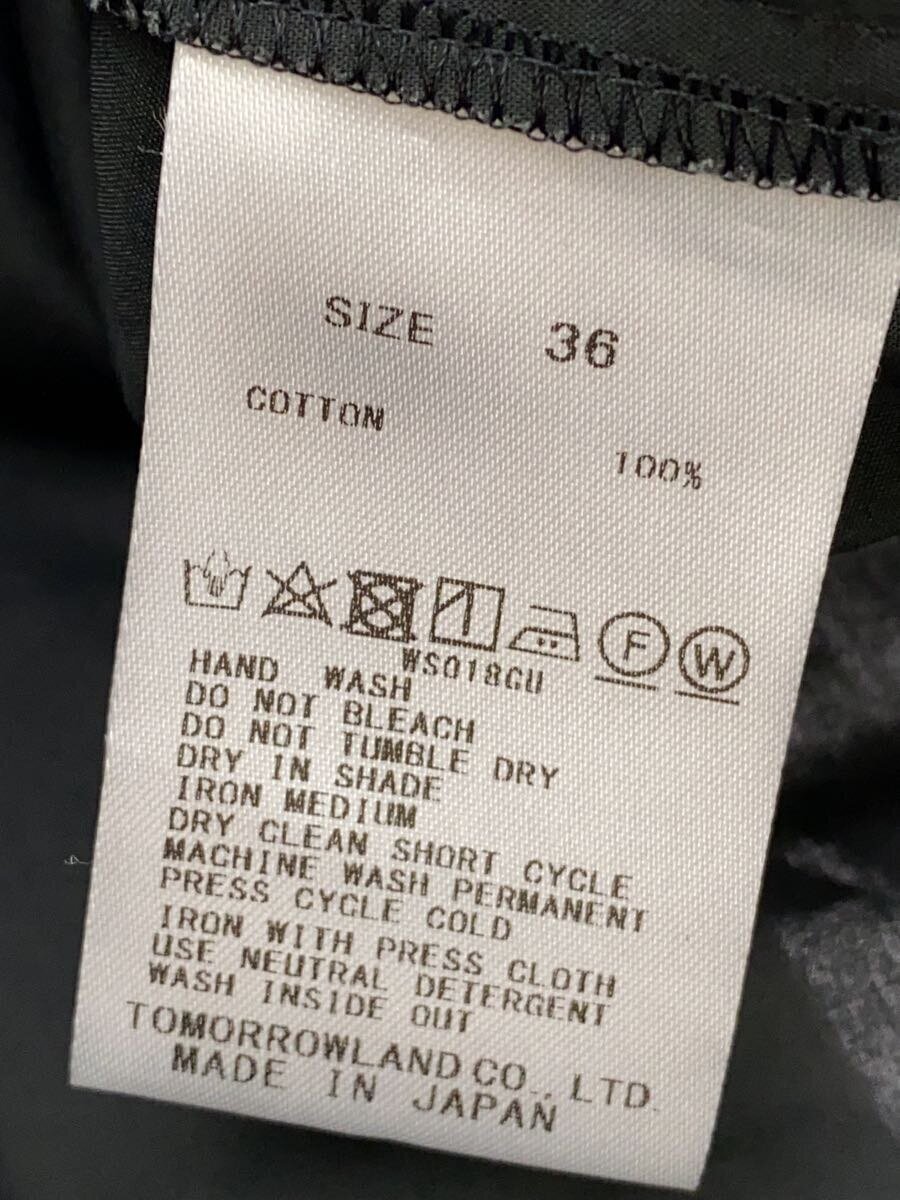 SIZE 36
COTTON
100%
F W
WS018GU
HAND WASH
DO NOT BLEACH
DO NOT TUMBLE DRY
DRY IN SHADE
IRON MEDIUM
DRY CLEAN SHORT CYCLE
MACHINE WASH PERMANENT
PRESS CYCLE COLD
IRON WITH PRESS CLOTH
USE NEUTRAL DETERGENT
WASH INSIDE OUT
TOMORROWLAND CO., LTD.
MADE IN JAPAN